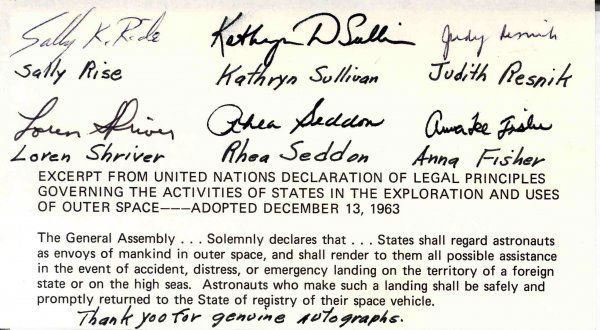 Sally K. Ride Kathryn D Sullivan Judy Resnik
Sally Rise Kathryn Sullivan Judith Resnik
Loren Shriver Rhea Seddon Anna Lee Fisher
Loren Shriver Rhea Seddon Anna Fisher
EXCERPT FROM UNITED NATIONS DECLARATION OF LEGAL PRINCIPLES
GOVERNING THE ACTIVITIES OF STATES IN THE EXPLORATION AND USES
OF OUTER SPACE———ADOPTED DECEMBER 13, 1963
The General Assembly . . . Solemnly declares that . . . States shall regard astronauts
as envoys of mankind in outer space, and shall render to them all possible assistance
in the event of accident, distress, or emergency landing on the territory of a foreign
state or on the high seas. Astronauts who make such a landing shall be safely and
promptly returned to the State of registry of their space vehicle.
Thank you for genuine autographs.